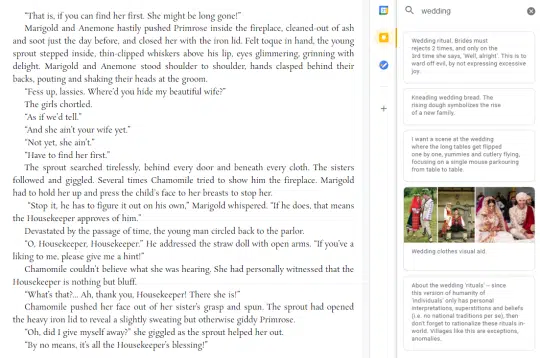 "That is, if you can find her first. She might be long gone!"
Marigold and Anemone hastily pushed Primrose inside the fireplace, cleaned-out of ash
and soot just the day before, and closed her with the iron lid. Felt toque in hand, the young
sprout stepped inside, thin-clipped whiskers above his lip, eyes glimmering, grinning with
delight. Marigold and Anemone stood shoulder to shoulder, hands clasped behind their
backs, pouting and shaking their heads at the groom.
"Fess up, lassies. Where'd you hide my beautiful wife?"
The girls chortled.
"As if we'd tell."
"And she ain't your wife yet."
"Not yet, she ain't."
"Have to find her first."
The sprout searched tirelessly, behind every door and beneath every cloth. The sisters
followed and giggled. Several times Chamomile tried to show him the fireplace. Marigold
had to hold her up and press the child's face to her breasts to stop her.
"Stop it, he has to figure it out on his own," Marigold whispered. "If he does, that means
the Housekeeper approves of him."
Devastated by the passage of time, the young man circled back to the parlor.
"O, Housekeeper, Housekeeper." He addressed the straw doll with open arms. "If you've a
liking to me, please give me a hint!"
Chamomile couldn't believe what she was hearing. She had personally witnessed that the
Housekeeper is nothing but bluff.
"What's that?... Ah, thank you, Housekeeper! There she is!"
Chamomile pushed her face out of her sister's grasp and spun. The sprout had opened
the heavy iron lid to reveal a slightly sweating but otherwise giddy Primrose.
"Oh, did I give myself away?" she giggled as the sprout helped her out.
"By no means, it's all the Housekeeper's blessing!"
wedding
Wedding ritual. Brides must
rejects 2 times, and only on the
3rd time she says, 'Well, alright'. This is to
ward off evil, by not expressing excessive
joy.
Kneading wedding bread. The
rising dough symbolizes the rise
of a new family.
I want a scene at the wedding
where the long tables get flipped
one by one, yummies and cutlery flying,
focusing on a single mouse parkouring
from table to table.
Wedding clothes visual aid
About the wedding 'rituals' – since
this version of humanity of
'individuals' only has personal
interpretations, superstitions and beliefs
(i.e. no national traditions per se), then
don't forget to rationalize these rituals in-
world. Villages like this are exceptions,
anomalies.